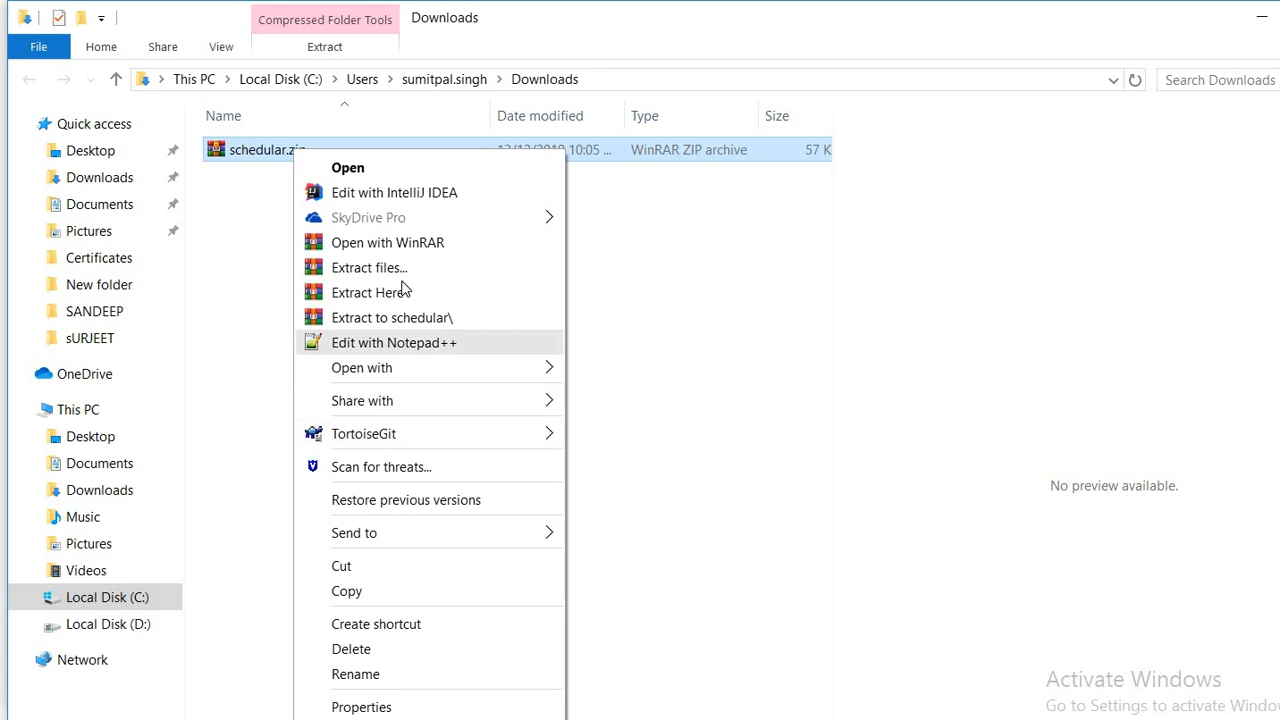 Compressed Folder Tools
Downloads
File
Home
Share
View
Extract
This PC
Local Disk (C:)
Users
sumitpal.singh
Downloads
Search Downloads
Name
Date modified
Type
Size
Quick access
Desktop
Downloads
Documents
Pictures
Certificates
New folder
SANDEEP
sURJEET
OneDrive
This PC
Desktop
Documents
Downloads
Music
Pictures
Videos
Local Disk (C:)
Local Disk (D:)
Network
schedular.zip
10:05 ...
WinRAR ZIP archive
57 K
Open
Edit with IntelliJ IDEA
SkyDrive Pro
Open with WinRAR
Extract files...
Extract Here
Extract to schedular\
Edit with Notepad++
Open with
Share with
TortoiseGit
Scan for threats...
Restore previous versions
Send to
Cut
Copy
Create shortcut
Delete
Rename
Properties
No preview available.
Activate Windows
Go to Settings to activate Windo